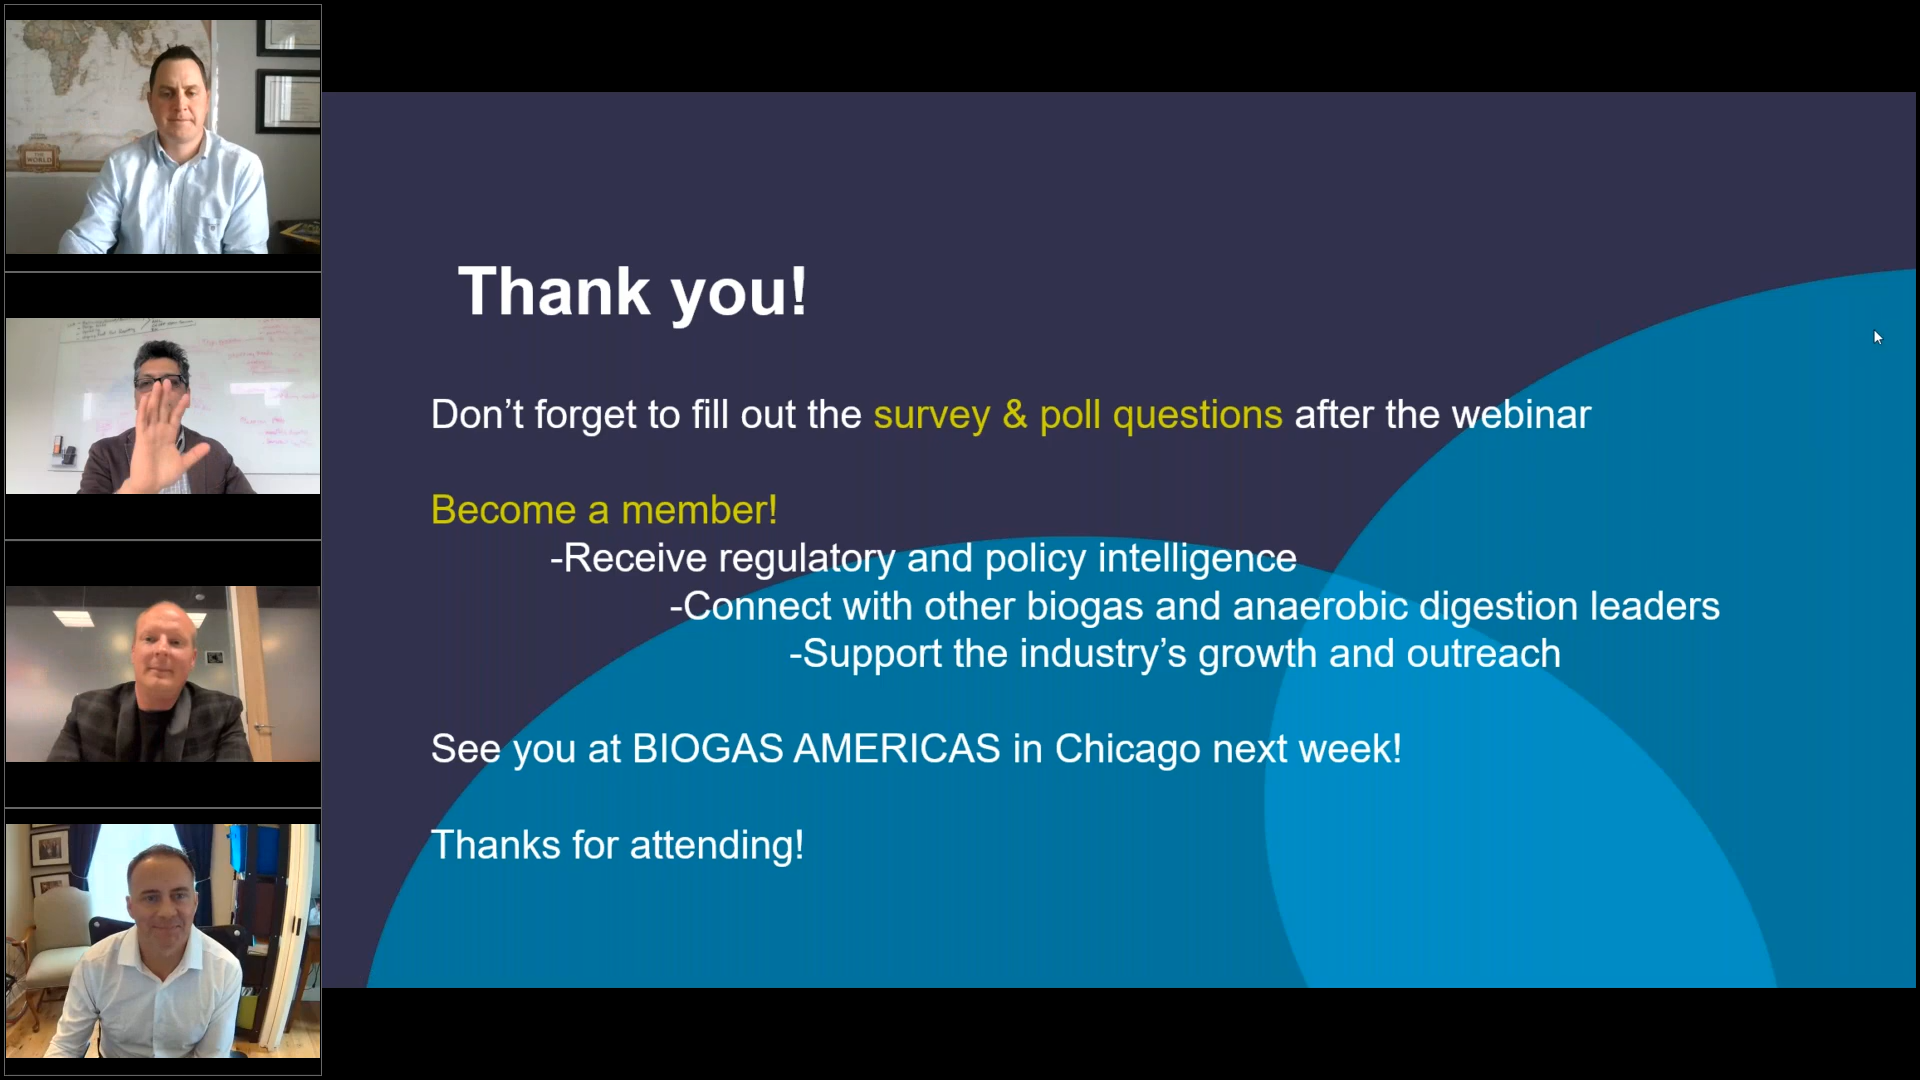 THE
WORLD
Thank you!
Don’t forget to fill out the survey & poll questions after the webinar
Become a member!
-Receive regulatory and policy intelligence
-Connect with other biogas and anaerobic digestion leaders
-Support the industry’s growth and outreach
See you at BIOGAS AMERICAS in Chicago next week!
Thanks for attending!